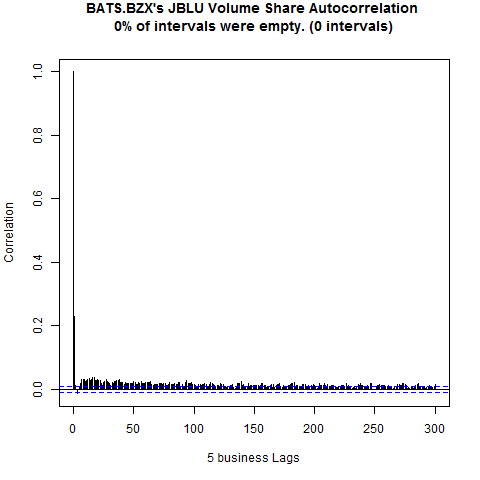 BATS.BZX's JBLU Volume Share Autocorrelation
0% of intervals were empty. (0 intervals)
Correlation
1.0
0.8
0.6
0.4
0.2
0.0
0 50 100 150 200 250 300
5 business Lags